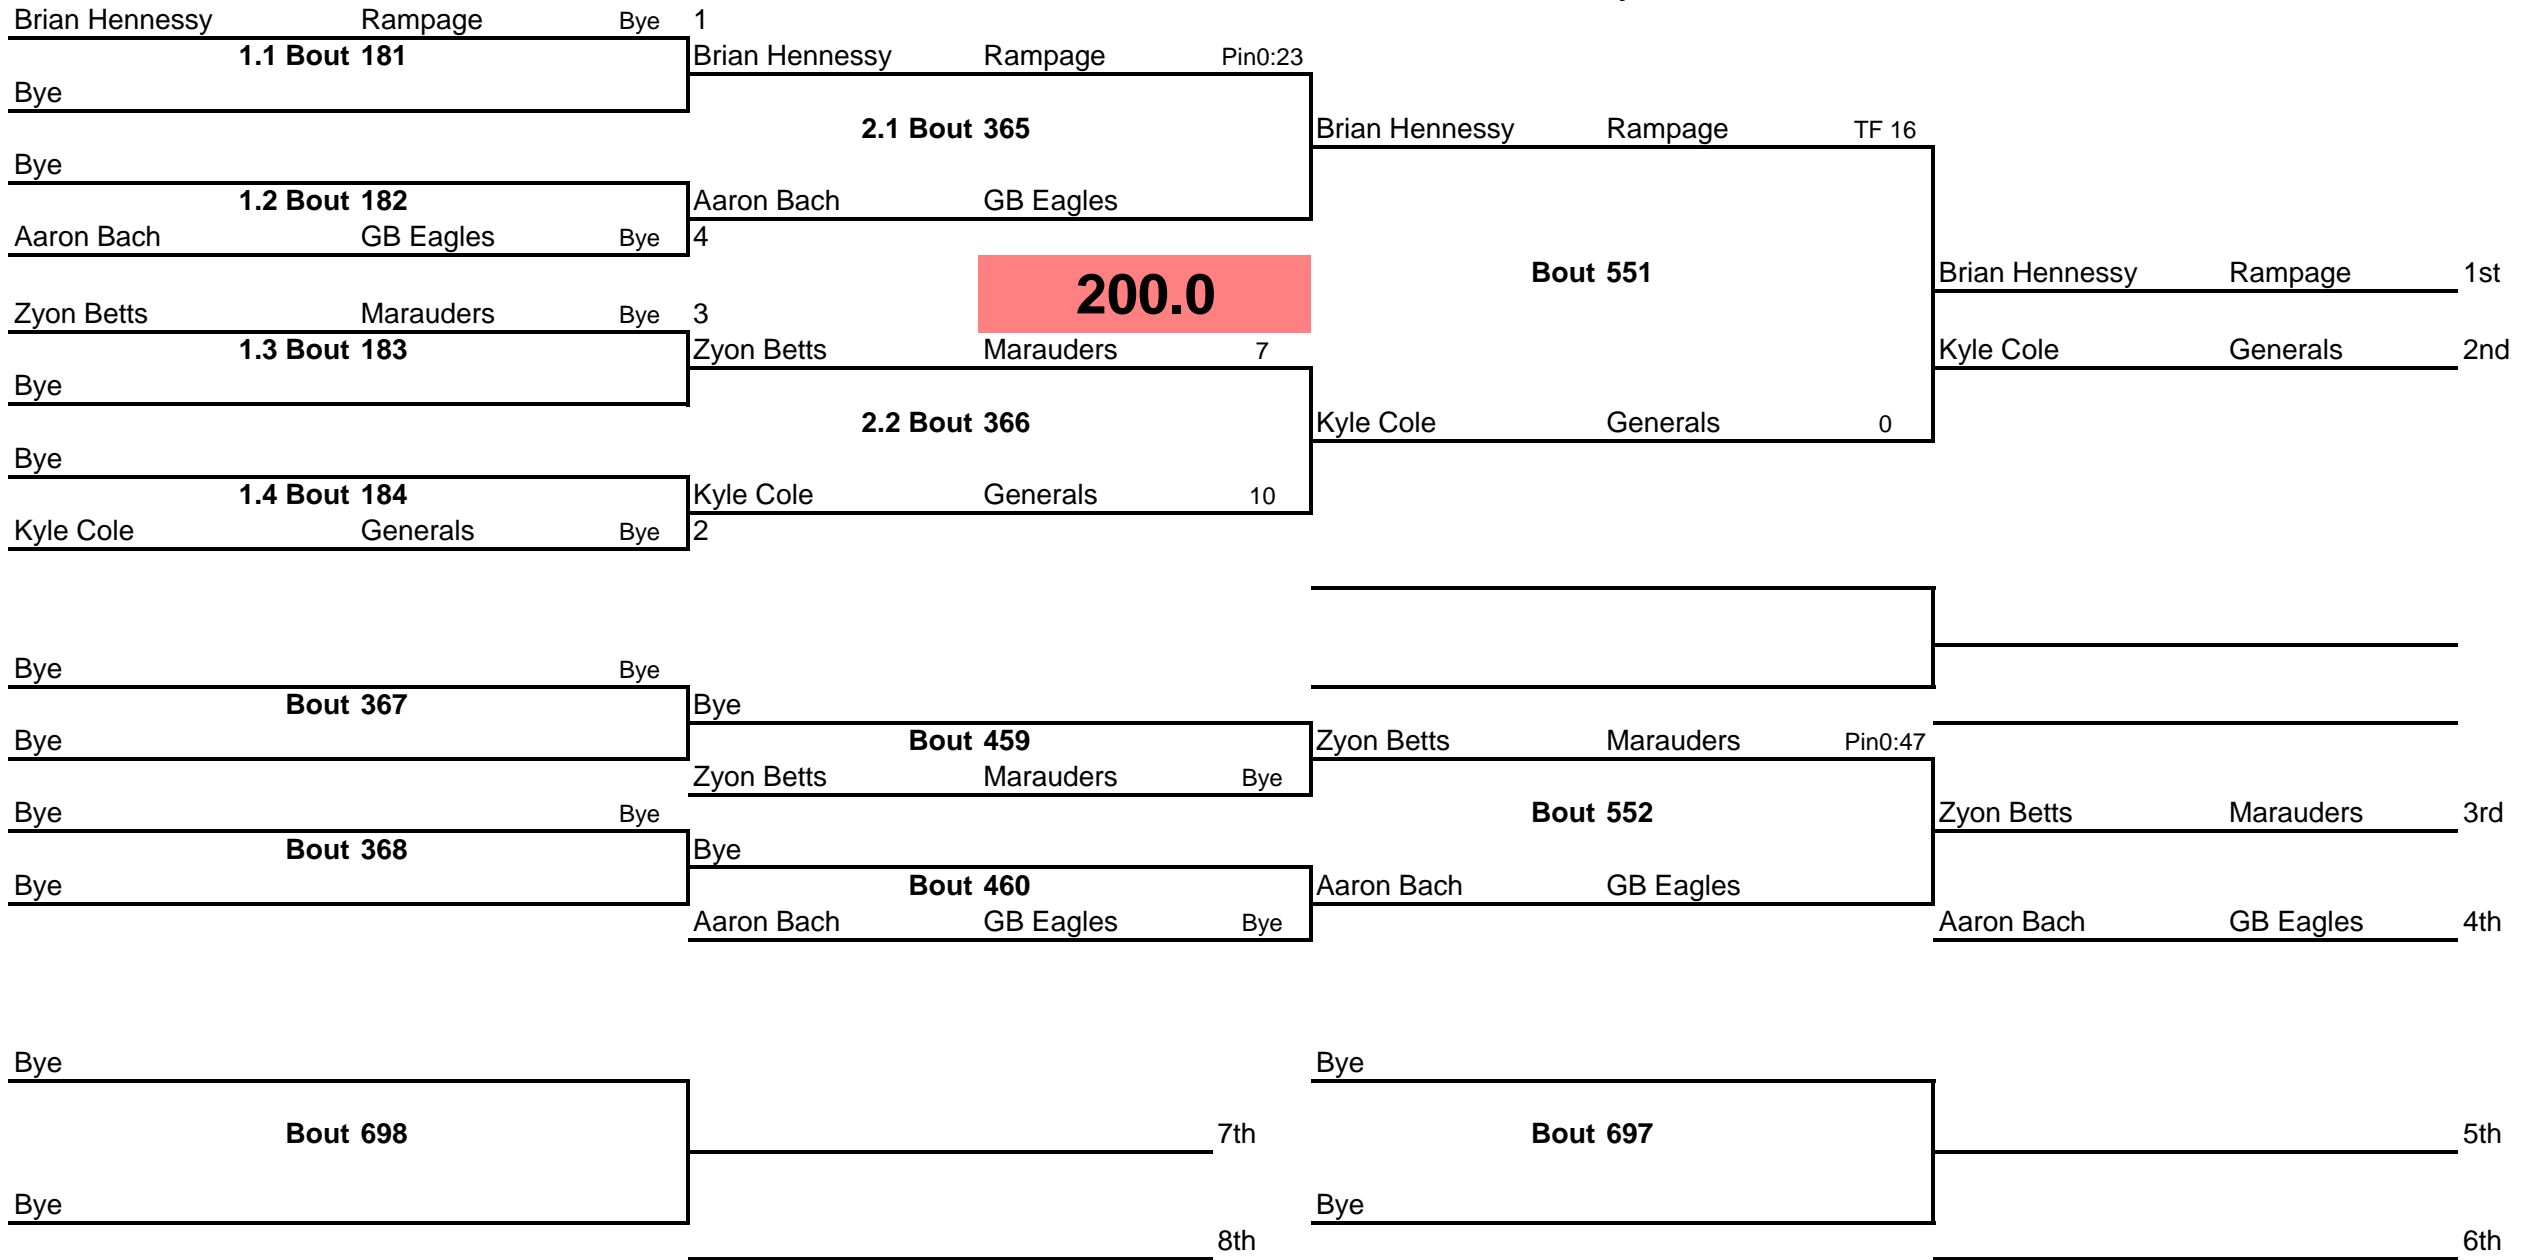 Brian Hennessy Rampage Bye 1
1.1 Bout 181 Brian Hennessy Rampage Pin0:23
Bye
2.1 Bout 365 Brian Hennessy Rampage TF 16
Bye
1.2 Bout 182 Aaron Bach GB Eagles
Aaron Bach GB Eagles Bye 4
200.0 Bout 551 Brian Hennessy Rampage 1st
Zyon Betts Marauders Bye 3
1.3 Bout 183 Zyon Betts Marauders 7 Kyle Cole Generals 2nd
Bye
2.2 Bout 366 Kyle Cole Generals 0
Bye
1.4 Bout 184 Kyle Cole Generals 10
Kyle Cole Generals Bye 2
Bye Bye
Bout 367 Bye
Bye Bout 459 Zyon Betts Marauders Pin0:47
Zyon Betts Marauders Bye
Bye Bye Bout 552 Zyon Betts Marauders 3rd
Bout 368 Bye
Bye Bout 460 Aaron Bach GB Eagles
Aaron Bach GB Eagles Bye Aaron Bach GB Eagles 4th
Bye Bye
Bout 698 7th Bout 697 5th
Bye Bye
8th 6th